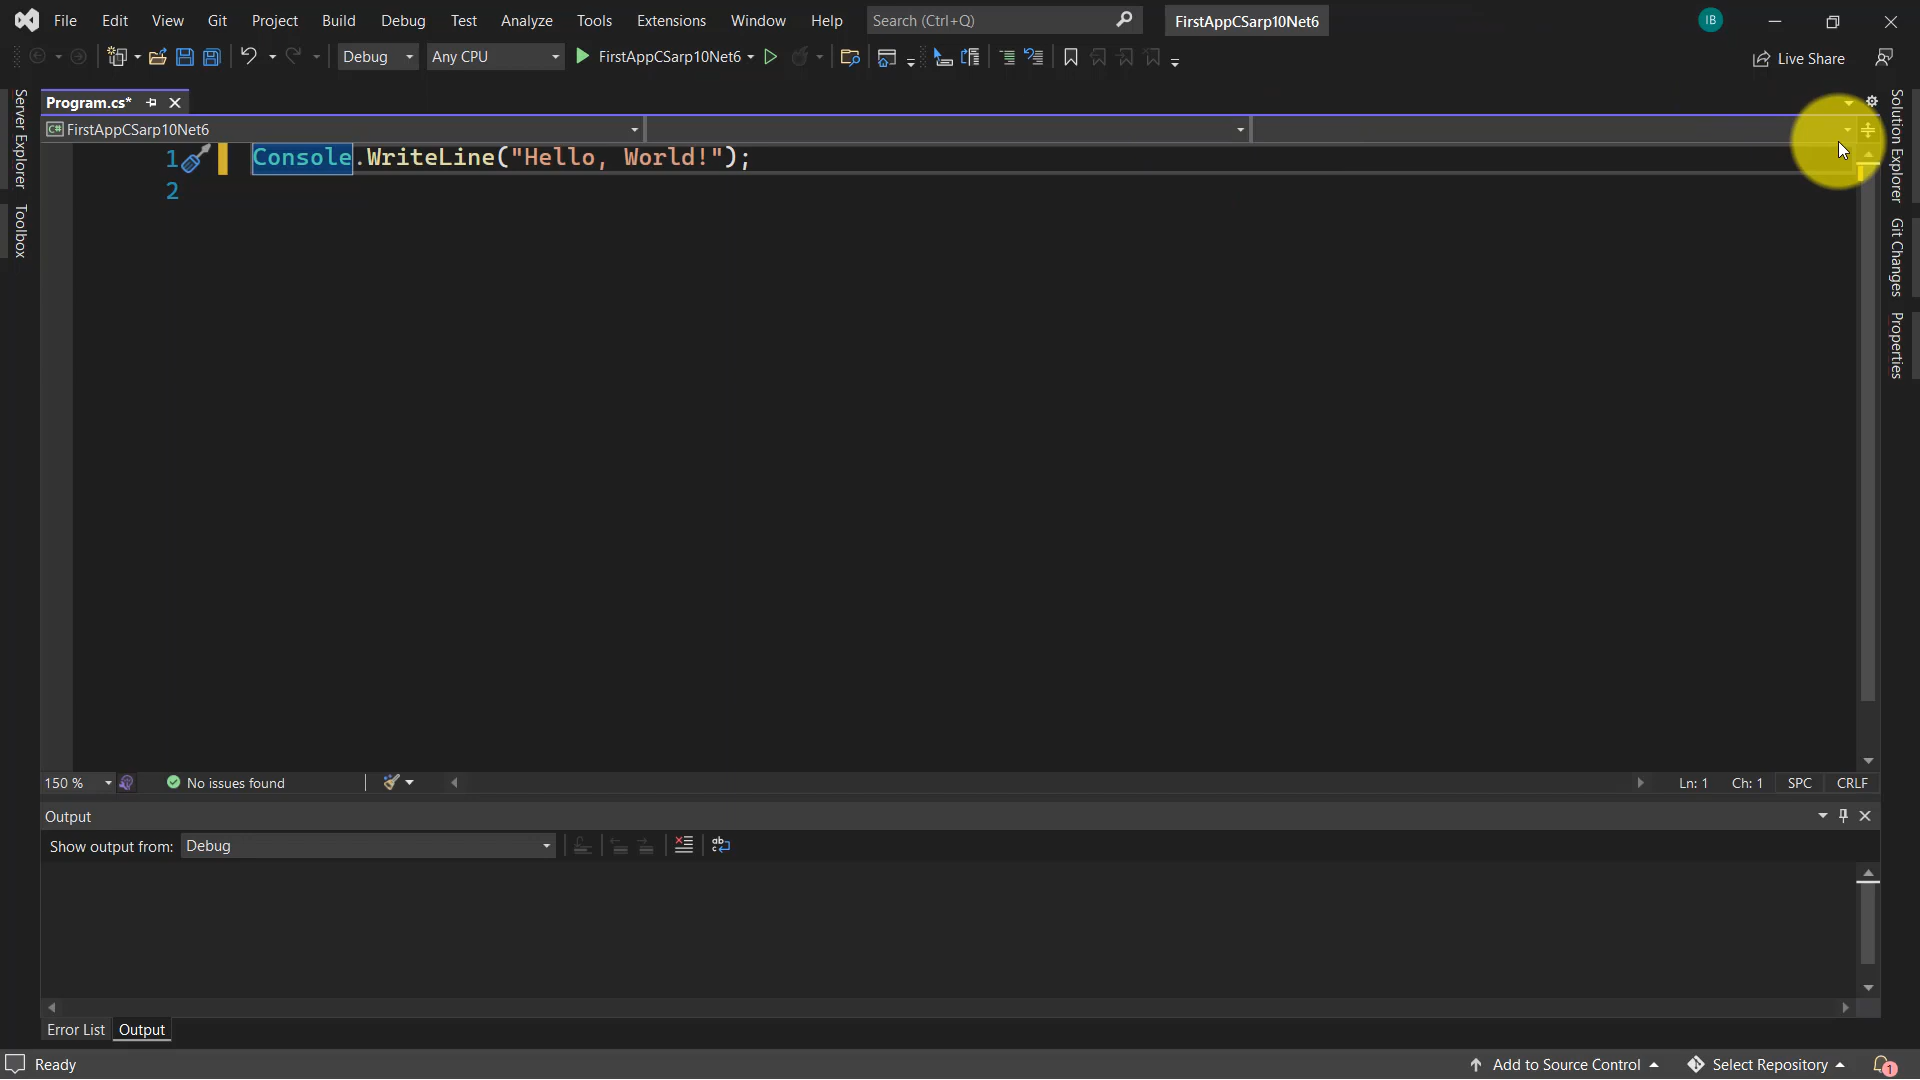 File Edit View Git Project Build Debug Test Analyze Tools Extensions Window Help Search (Ctrl+Q) FirstAppCSarp10Net6 IB
Debug Any CPU FirstAppCSarp10Net6 Live Share
Program.cs*
C# FirstAppCSarp10Net6
1 Console.WriteLine("Hello, World!");
2
Server Explorer
Toolbox
Solution Explorer
Git Changes
Properties
150 % No issues found Ln: 1 Ch: 1 SPC CRLF
Output
Show output from: Debug
Error List Output
Ready Add to Source Control Select Repository 1